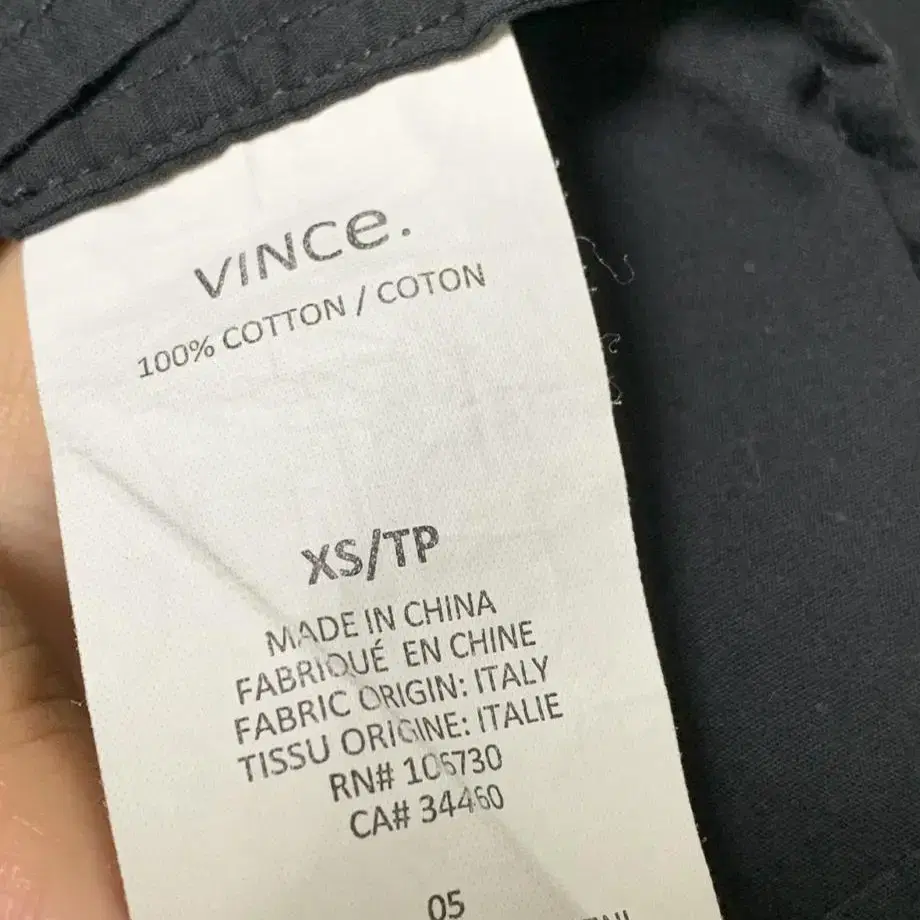 VINCe.
100% COTTON / COTON
XS/TP
MADE IN CHINA
FABRIQUÉ EN CHINE
FABRIC ORIGIN: ITALY
TISSU ORIGINE: ITALIE
RN# 106730
CA# 34460
05